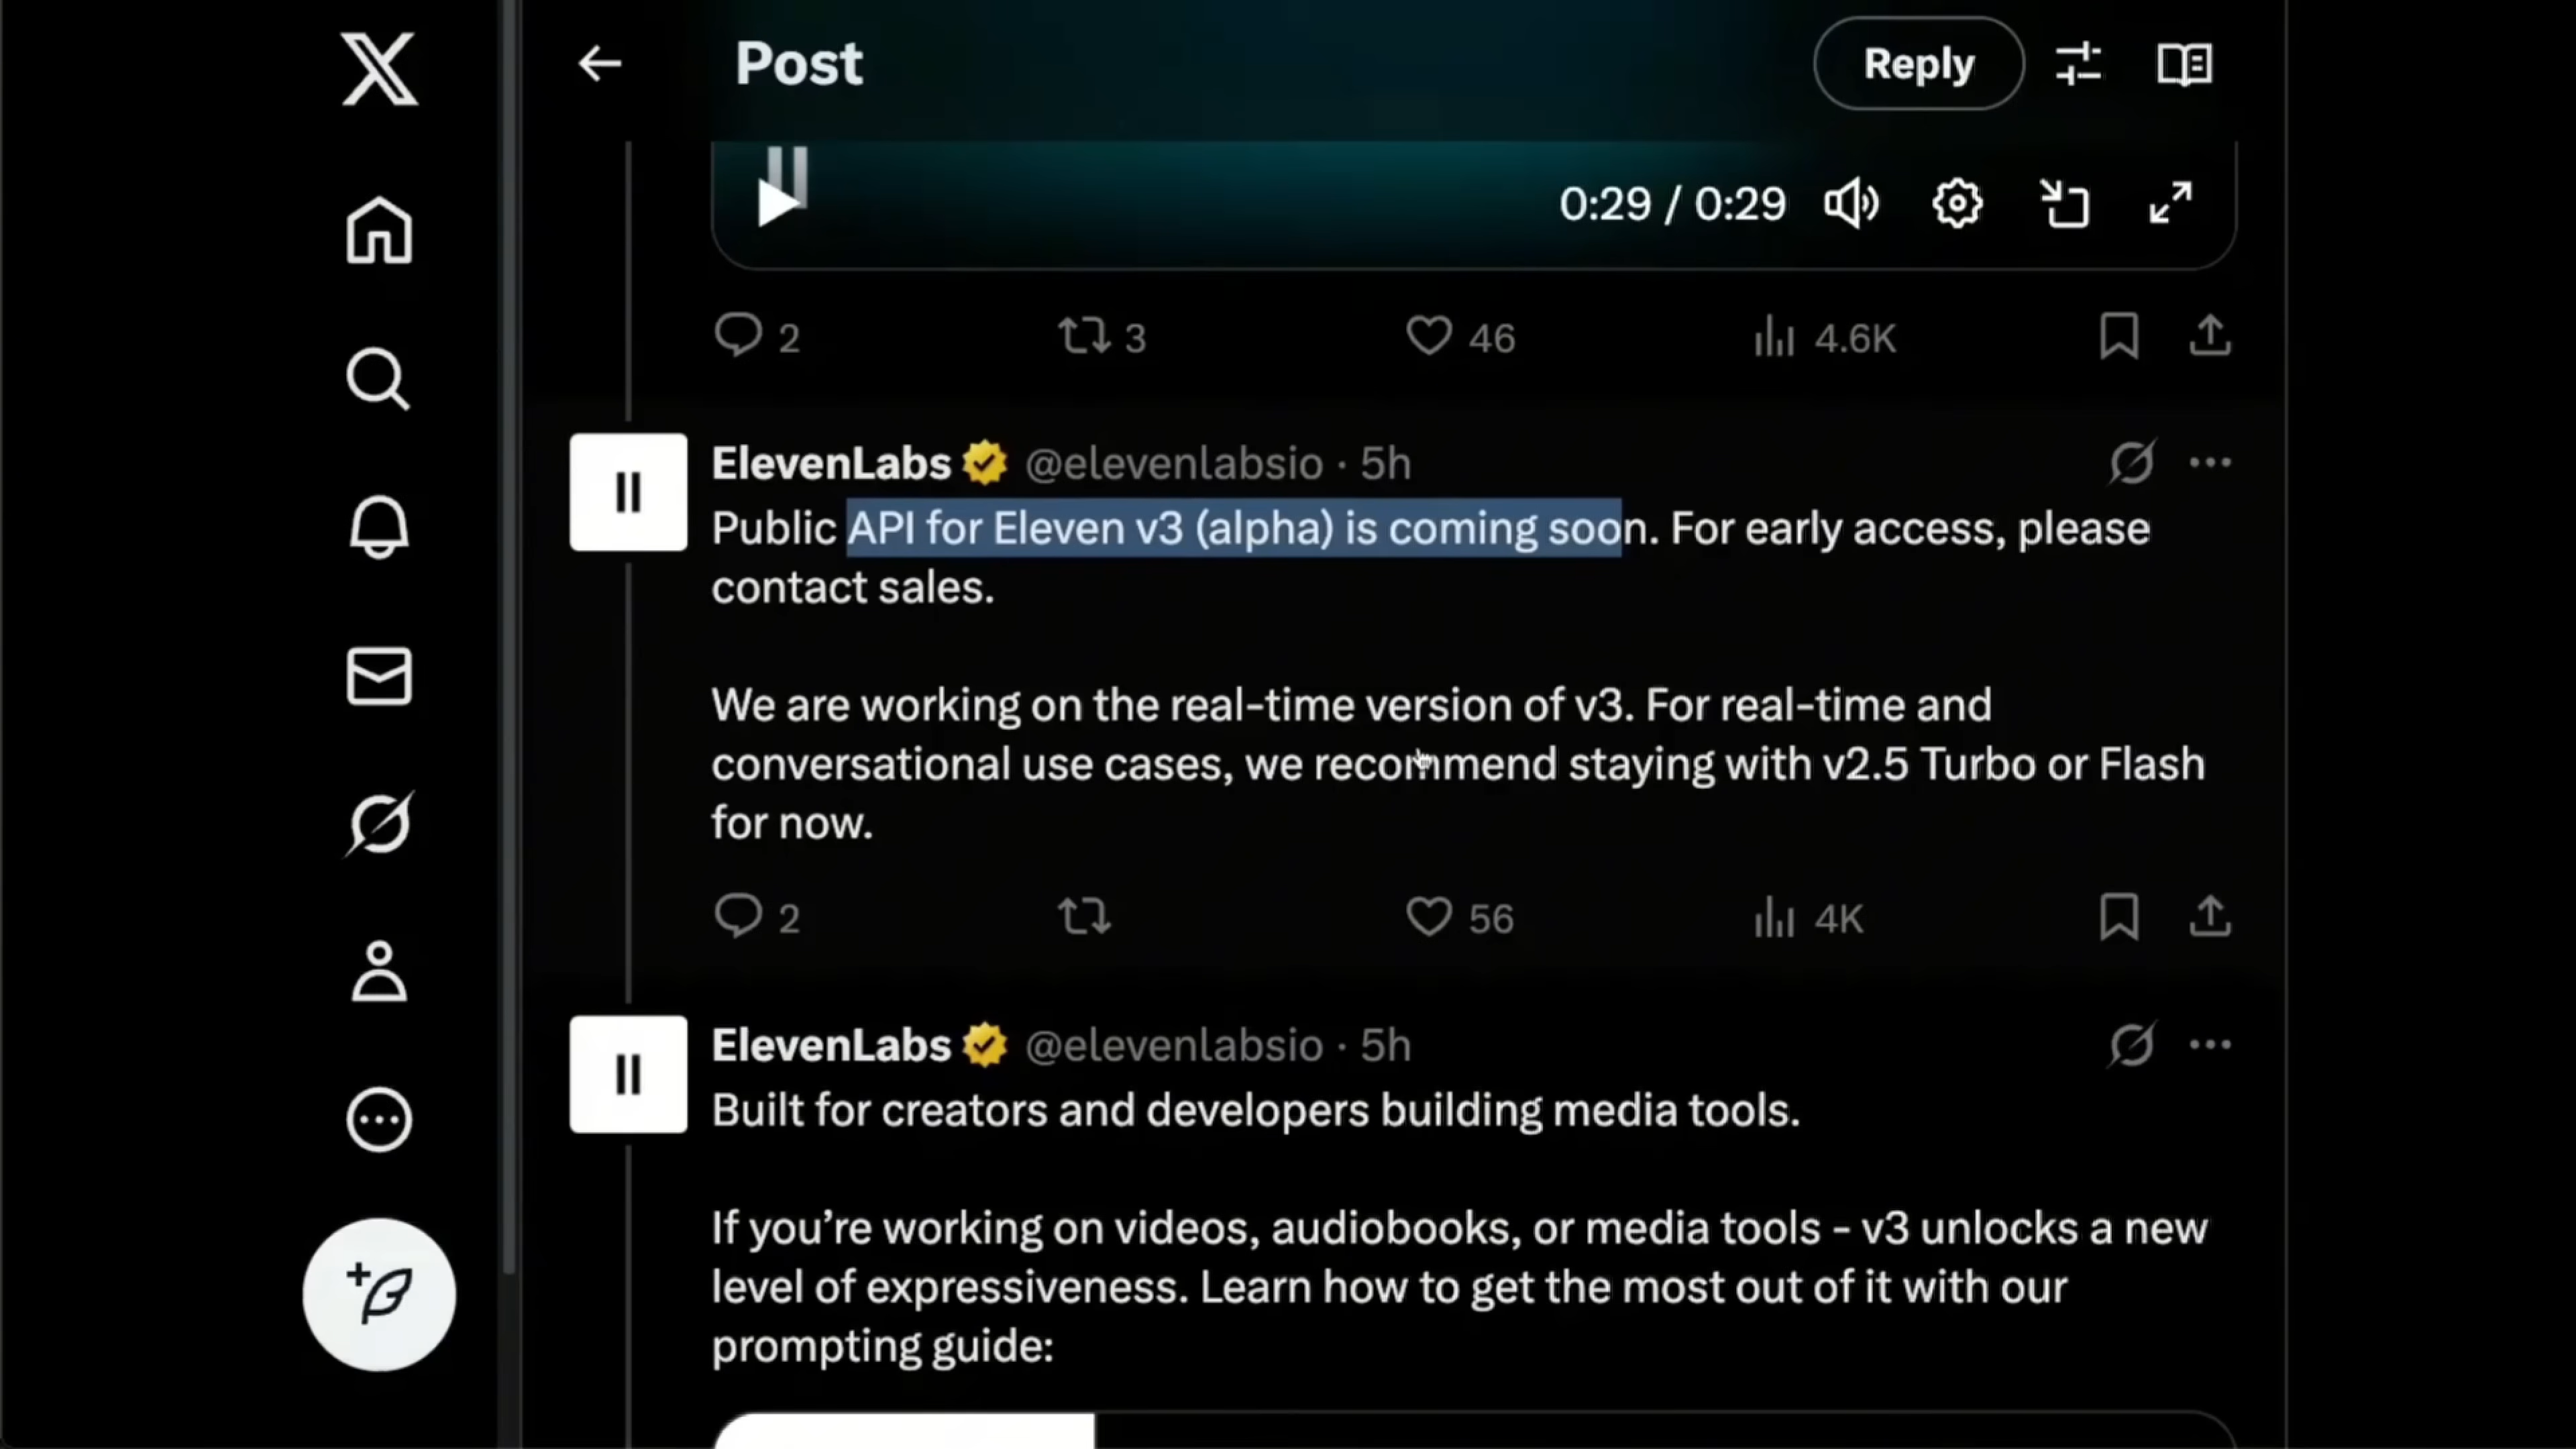 Post
Reply
0:29 / 0:29
2
3
46
4.6K
ElevenLabs @elevenlabsio · 5h
Public API for Eleven v3 (alpha) is coming soon. For early access, please
contact sales.
We are working on the real-time version of v3. For real-time and
conversational use cases, we recommend staying with v2.5 Turbo or Flash
for now.
2
56
4K
ElevenLabs @elevenlabsio · 5h
Built for creators and developers building media tools.
If you’re working on videos, audiobooks, or media tools - v3 unlocks a new
level of expressiveness. Learn how to get the most out of it with our
prompting guide: